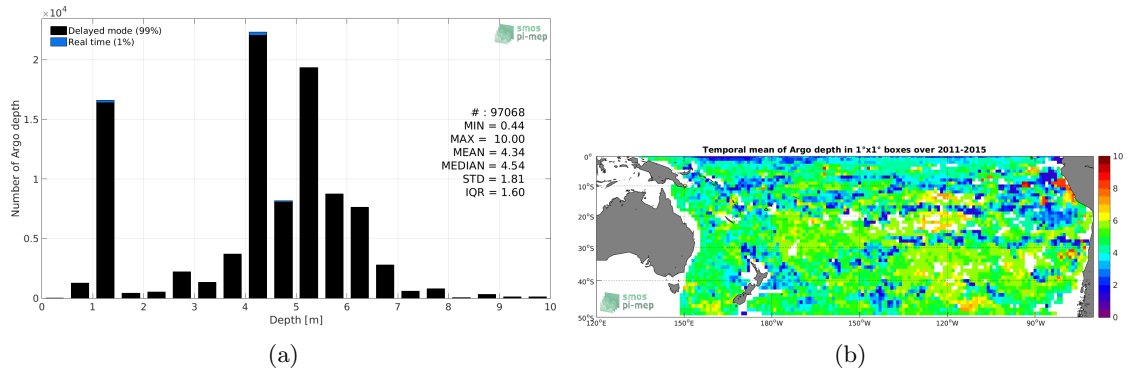 ×10⁴
Delayed mode (99%)
Real time (1%)
smos
pi-mep
Number of Argo depth
2
1.5
1
0.5
0
# : 97068
MIN = 0.44
MAX = 10.00
MEAN = 4.34
MEDIAN = 4.54
STD = 1.81
IQR = 1.60
0 1 2 3 4 5 6 7 8 9 10
Depth [m]
(a)
Temporal mean of Argo depth in 1°x1° boxes over 2011-2015
0°
10°S
20°S
30°S
40°S
50°S
120°E 150°E 180°W 150°W 120°W 90°W
smos
pi-mep
10
8
6
4
2
0
(b)